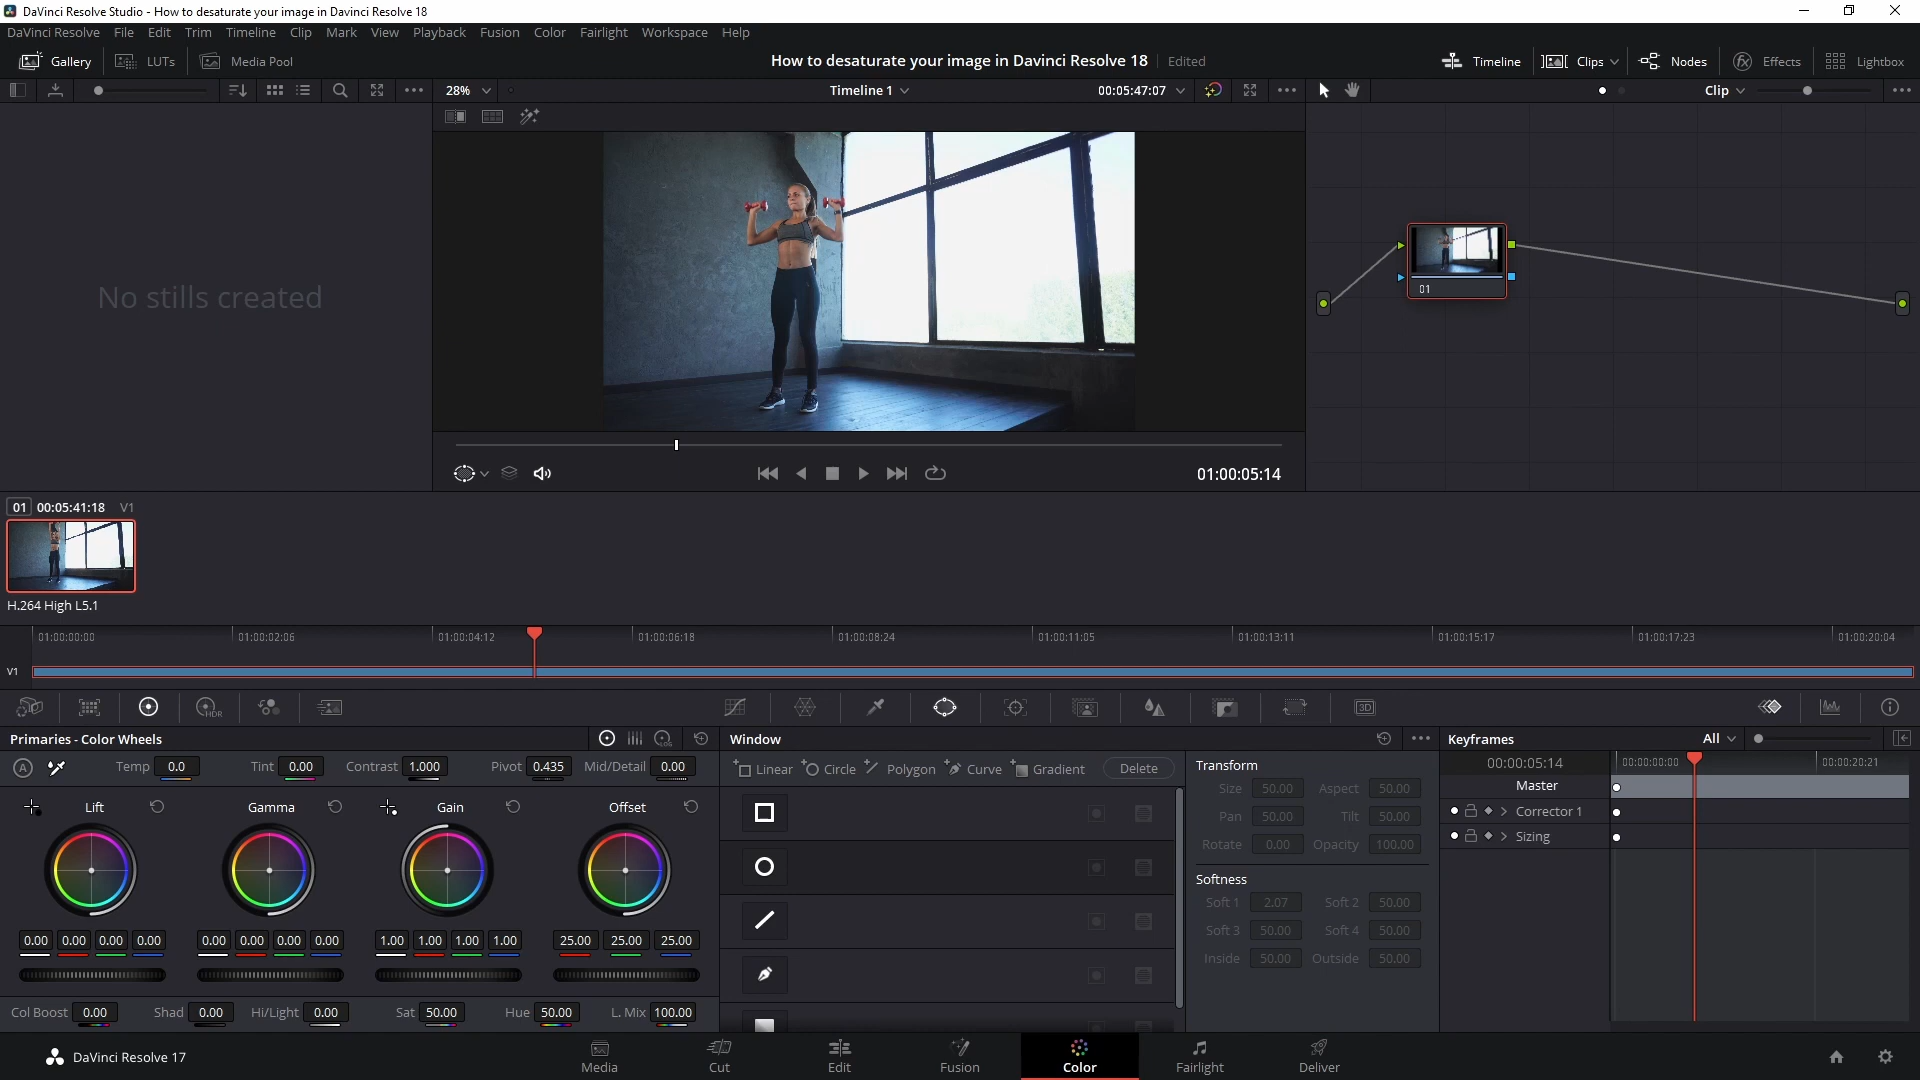 DaVinci Resolve Studio - How to desaturate your image in Davinci Resolve 18
DaVinci Resolve File Edit Trim Timeline Clip Mark View Playback Fusion Color Fairlight Workspace Help
Gallery LUTs Media Pool How to desaturate your image in Davinci Resolve 18 Edited Timeline Clips Nodes Effects Lightbox
28% Timeline 1 00:05:47:07 Clip
No stills created
01
01:00:05:14
01 00:05:41:18 V1
H.264 High L5.1
01:00:00:00 01:00:02:06 01:00:04:12 01:00:06:18 01:00:08:24 01:00:11:05 01:00:13:11 01:00:15:17 01:00:17:23 01:00:20:04
V1
HDR 3D
Primaries - Color Wheels LOG Window Keyframes All
A Temp 0.0 Tint 0.00 Contrast 1.000 Pivot 0.435 Mid/Detail 0.00
Linear Circle Polygon Curve Gradient Delete
Lift Gamma Gain Offset
0.00 0.00 0.00 0.00 0.00 0.00 0.00 0.00 1.00 1.00 1.00 1.00 25.00 25.00 25.00
Col Boost 0.00 Shad 0.00 Hi/Light 0.00 Sat 50.00 Hue 50.00 L. Mix 100.00
Transform
Size 50.00 Aspect 50.00
Pan 50.00 Tilt 50.00
Rotate 0.00 Opacity 100.00
Softness
Soft 1 2.07 Soft 2 50.00
Soft 3 50.00 Soft 4 50.00
Inside 50.00 Outside 50.00
00:00:05:14 00:00:00:00 00:00:20:21
Master
Corrector 1
Sizing
DaVinci Resolve 17 Media Cut Edit Fusion Color Fairlight Deliver